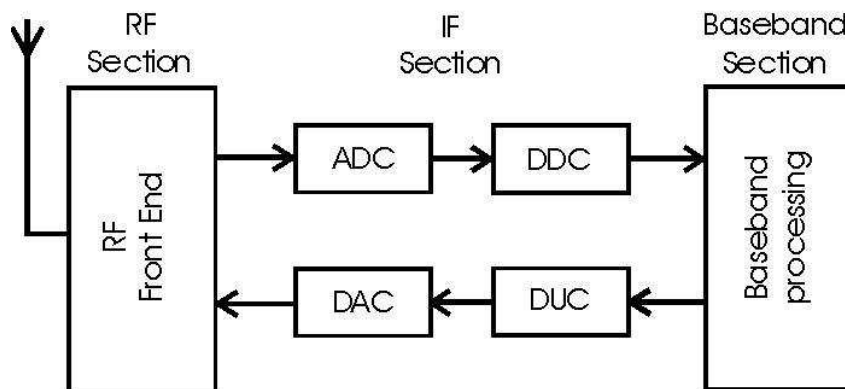 RF
Section
IF
Section
Baseband
Section
RF
Front End
ADC
DDC
DAC
DUC
Baseband
processing